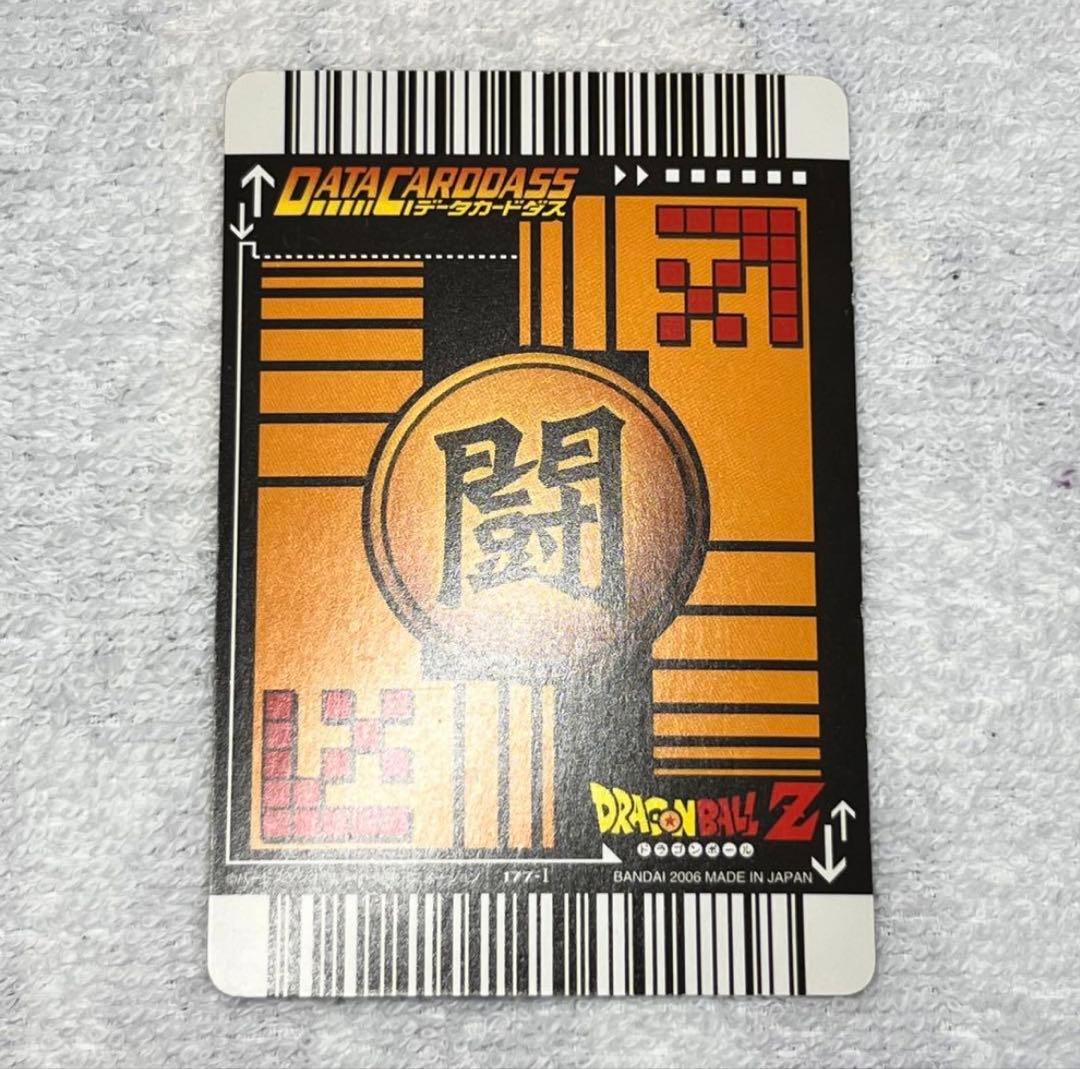 DATA CARDDASS
データカードダス
闘
DRAGON BALL Z
ドラゴンボール
177-I
BANDAI 2006 MADE IN JAPAN